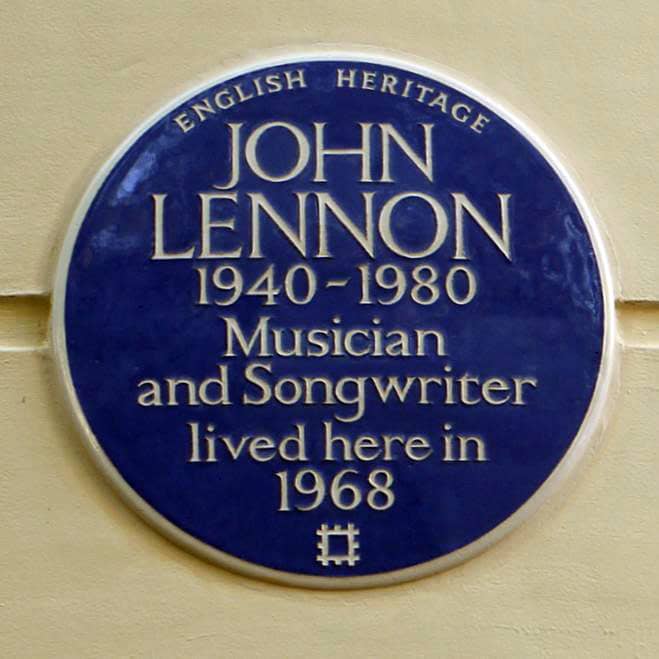 ENGLISH HERITAGE
JOHN
LENNON
1940-1980
Musician
and Songwriter
lived here in
1968